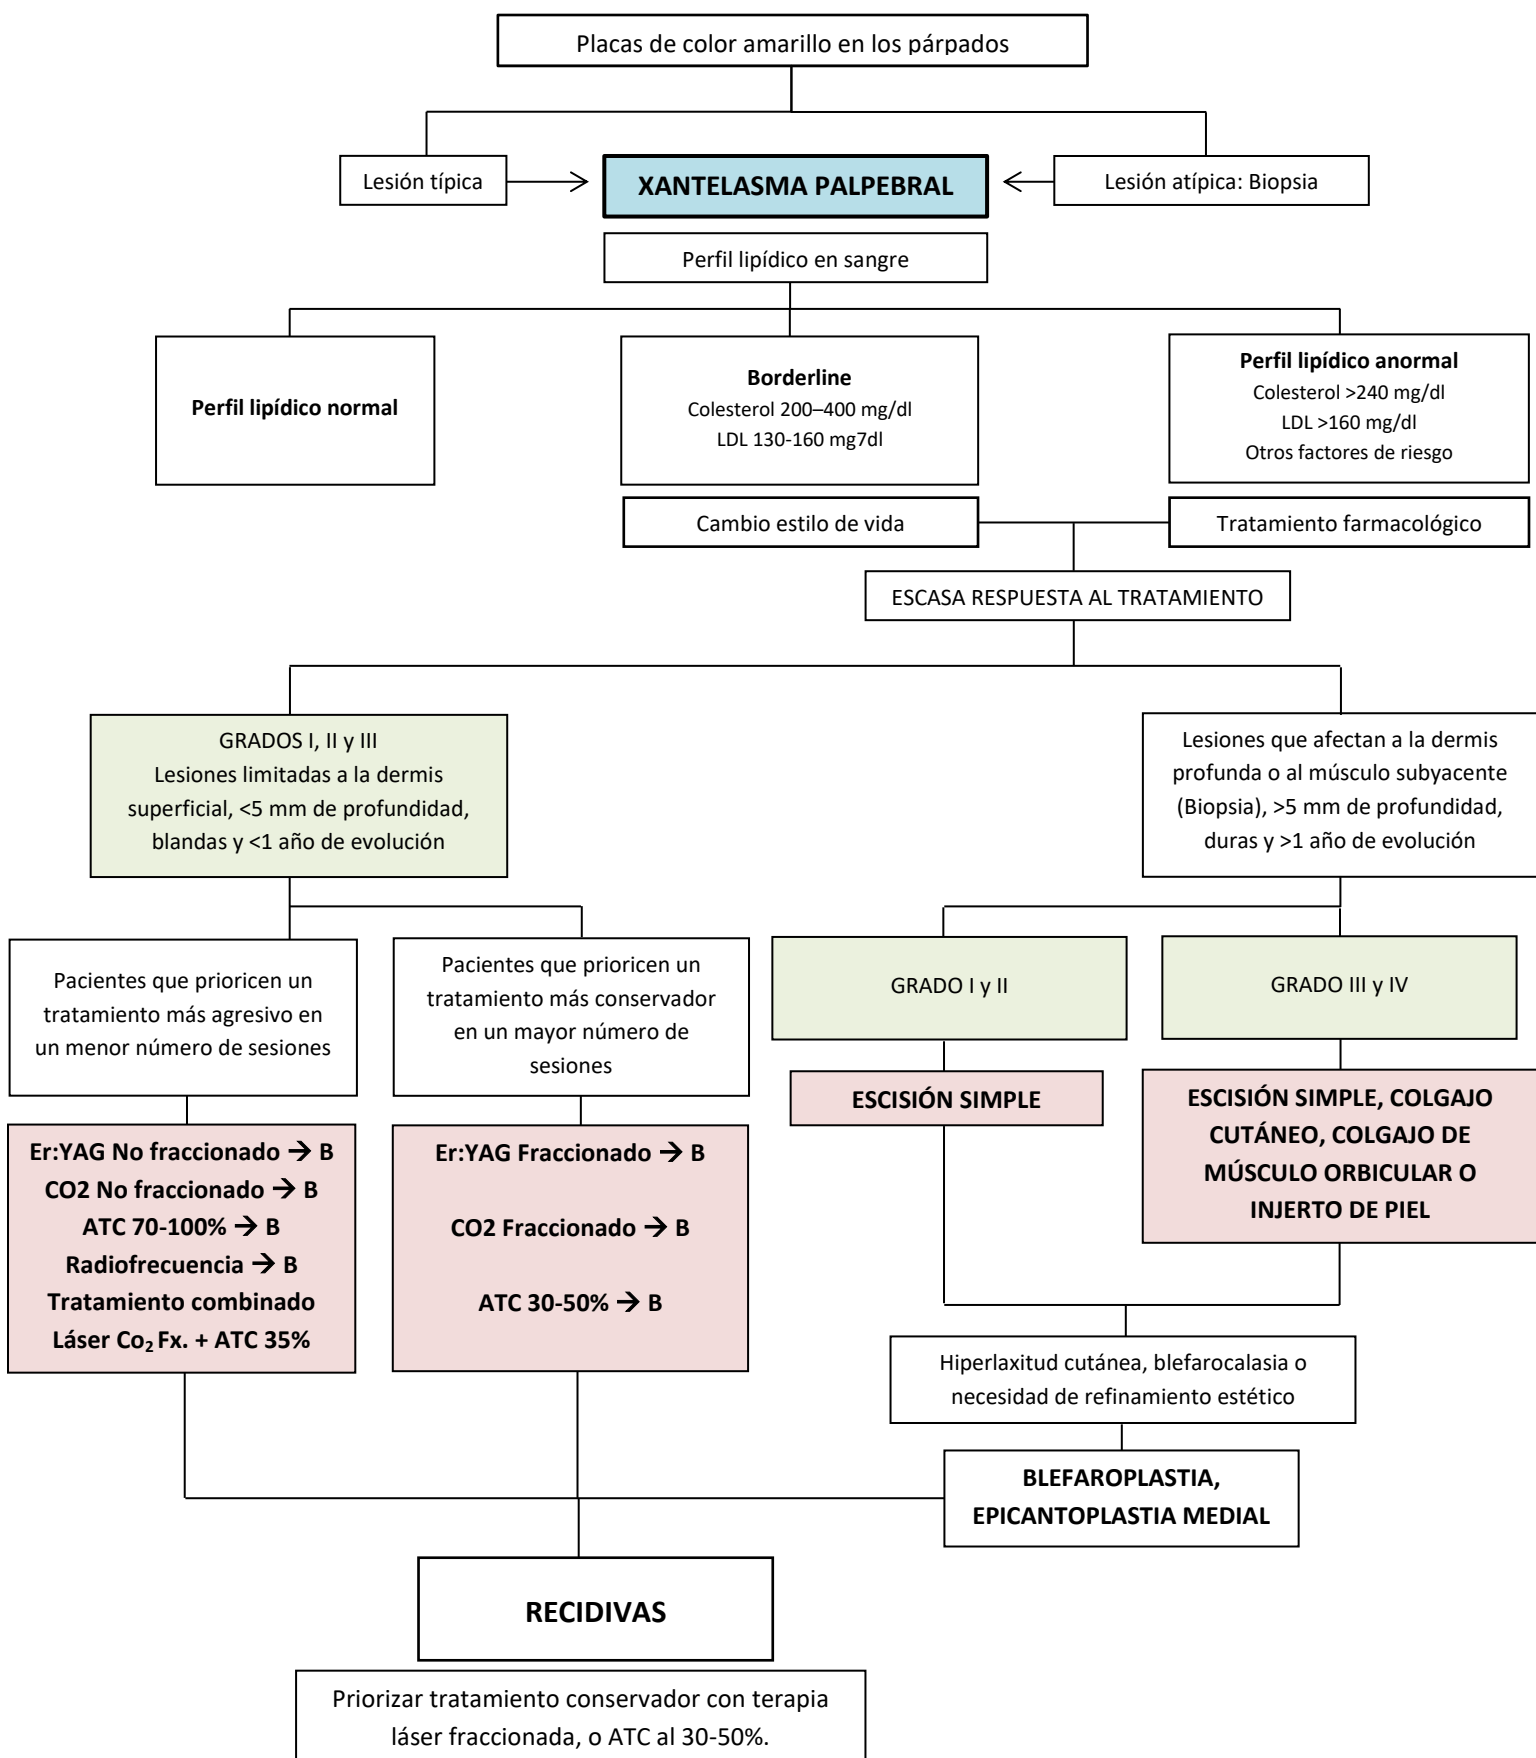 Placas de color amarillo en los párpados
Lesión típica
XANTELASMA PALPEBRAL
Lesión atípica: Biopsia
Perfil lipídico en sangre
Perfil lipídico normal
Borderline
Colesterol 200–400 mg/dl
LDL 130-160 mg7dl
Perfil lipídico anormal
Colesterol >240 mg/dl
LDL >160 mg/dl
Otros factores de riesgo
Cambio estilo de vida
Tratamiento farmacológico
ESCASA RESPUESTA AL TRATAMIENTO
GRADOS I, II y III
Lesiones limitadas a la dermis
superficial, <5 mm de profundidad,
blandas y <1 año de evolución
Lesiones que afectan a la dermis
profunda o al músculo subyacente
(Biopsia), >5 mm de profundidad,
duras y >1 año de evolución
Pacientes que prioricen un
tratamiento más agresivo en
un menor número de sesiones
Pacientes que prioricen un
tratamiento más conservador
en un mayor número de
sesiones
GRADO I y II
GRADO III y IV
Er:YAG No fraccionado → B
CO2 No fraccionado → B
ATC 70-100% → B
Radiofrecuencia → B
Tratamiento combinado
Láser Co₂ Fx. + ATC 35%
Er:YAG Fraccionado → B
CO2 Fraccionado → B
ATC 30-50% → B
ESCISIÓN SIMPLE
ESCISIÓN SIMPLE, COLGAJO
CUTÁNEO, COLGAJO DE
MÚSCULO ORBICULAR O
INJERTO DE PIEL
Hiperlaxitud cutánea, blefarocalasia o
necesidad de refinamiento estético
BLEFAROPLASTIA,
EPICANTOPLASTIA MEDIAL
RECIDIVAS
Priorizar tratamiento conservador con terapia
láser fraccionada, o ATC al 30-50%.